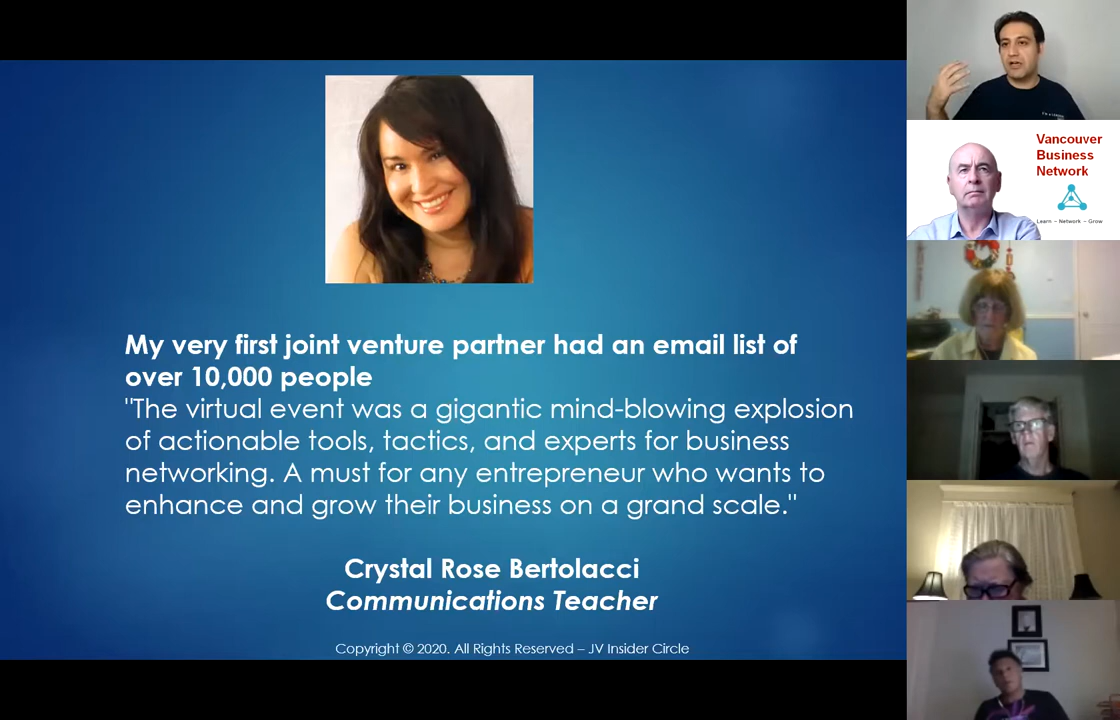 My very first joint venture partner had an email list of
over 10,000 people
"The virtual event was a gigantic mind-blowing explosion
of actionable tools, tactics, and experts for business
networking. A must for any entrepreneur who wants to
enhance and grow their business on a grand scale."
Crystal Rose Bertolacci
Communications Teacher
Copyright © 2020. All Rights Reserved – JV Insider Circle
Vancouver
Business
Network
Learn – Network – Grow